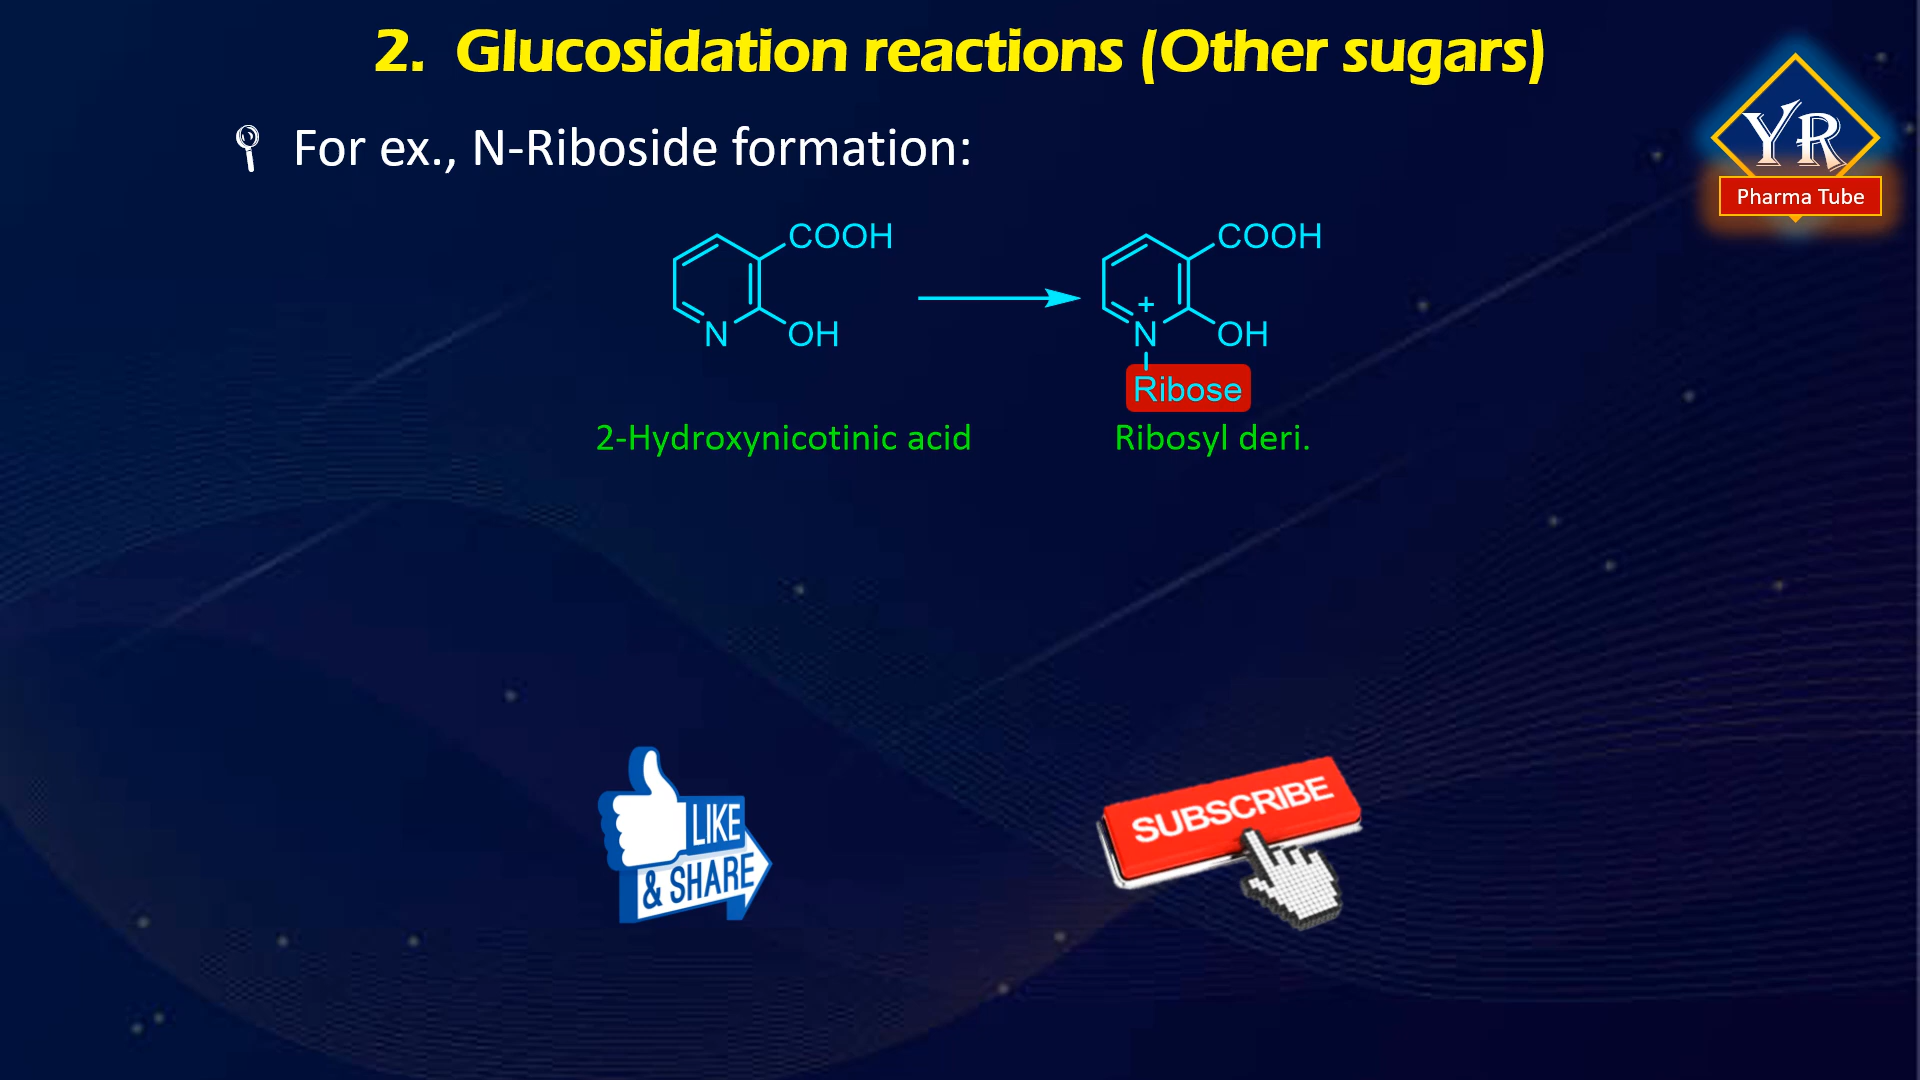 2. Glucosidation reactions (Other sugars)
YR
Pharma Tube
For ex., N-Riboside formation:
COOH
N
OH
COOH
+
N
OH
Ribose
2-Hydroxynicotinic acid
Ribosyl deri.
LIKE
& SHARE
SUBSCRIBE